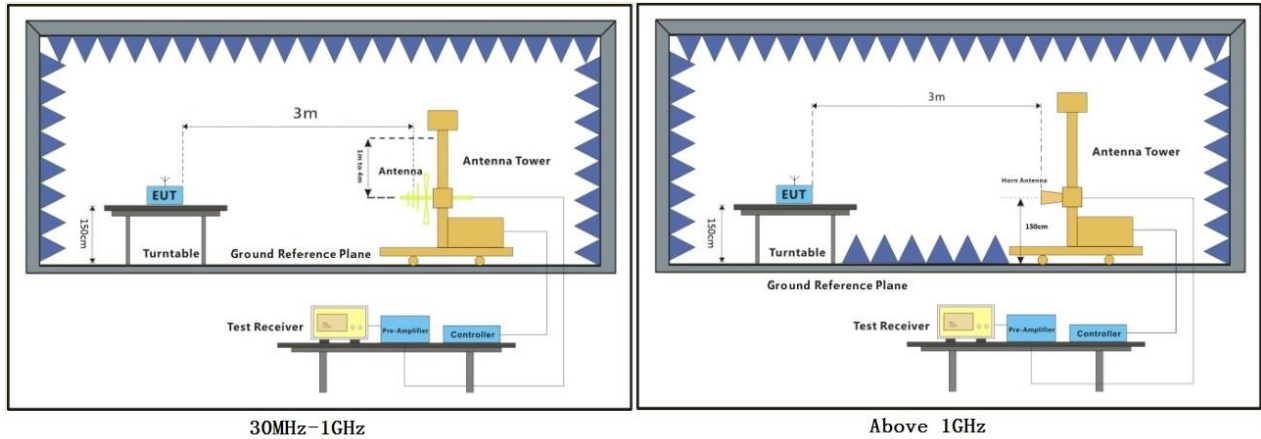 3m
1m to 4m
Antenna
Antenna Tower
EUT
150cm
Turntable
Ground Reference Plane
Test Receiver
Pre-Amplifier
Controller
30MHz-1GHz
3m
Antenna Tower
Horn Antenna
EUT
150cm
150cm
Turntable
Ground Reference Plane
Test Receiver
Pre-Amplifier
Controller
Above 1GHz